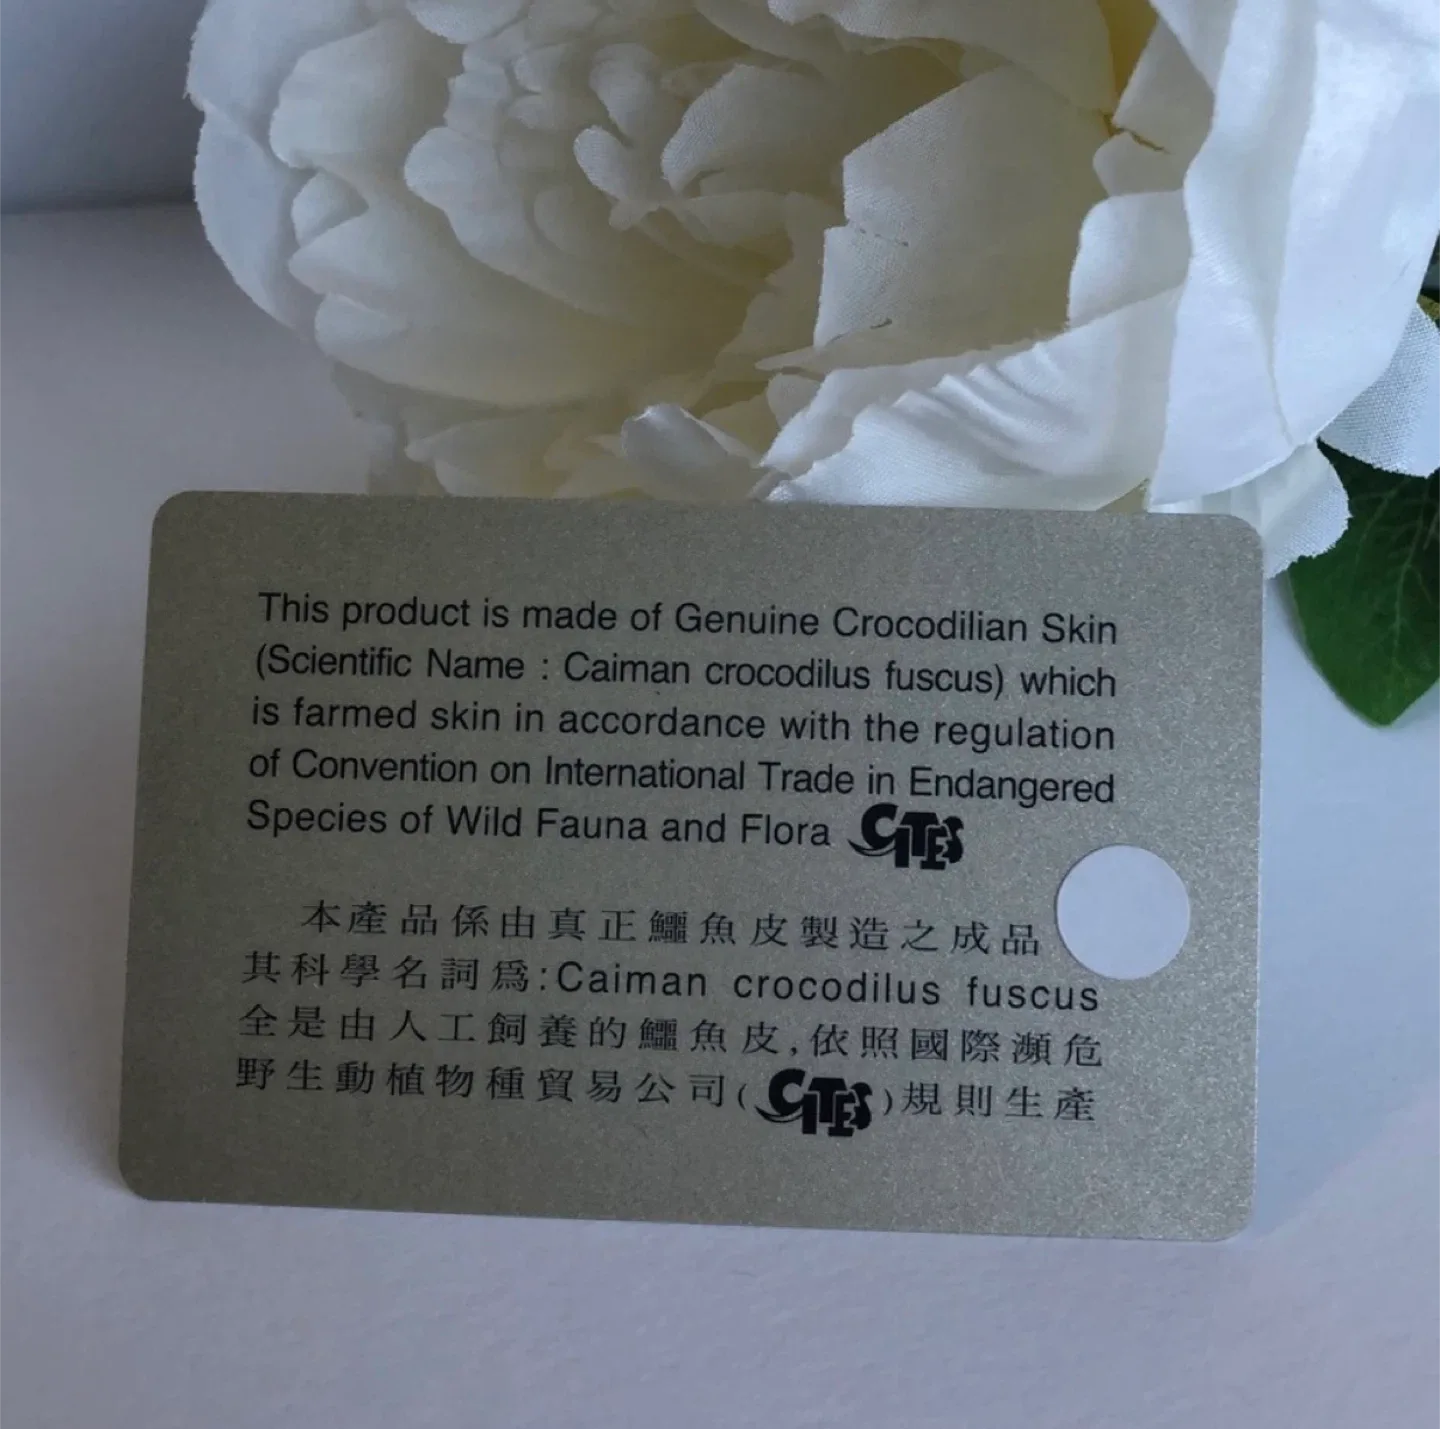 This product is made of Genuine Crocodilian Skin
(Scientific Name : Caiman crocodilus fuscus) which
is farmed skin in accordance with the regulation
of Convention on International Trade in Endangered
Species of Wild Fauna and Flora CITES
本產品係由真正鱷魚皮製造之成品
其科學名詞爲:Caiman crocodilus fuscus
全是由人工飼養的鱷魚皮,依照國際瀕危
野生動植物種貿易公司(CITES)規則生產